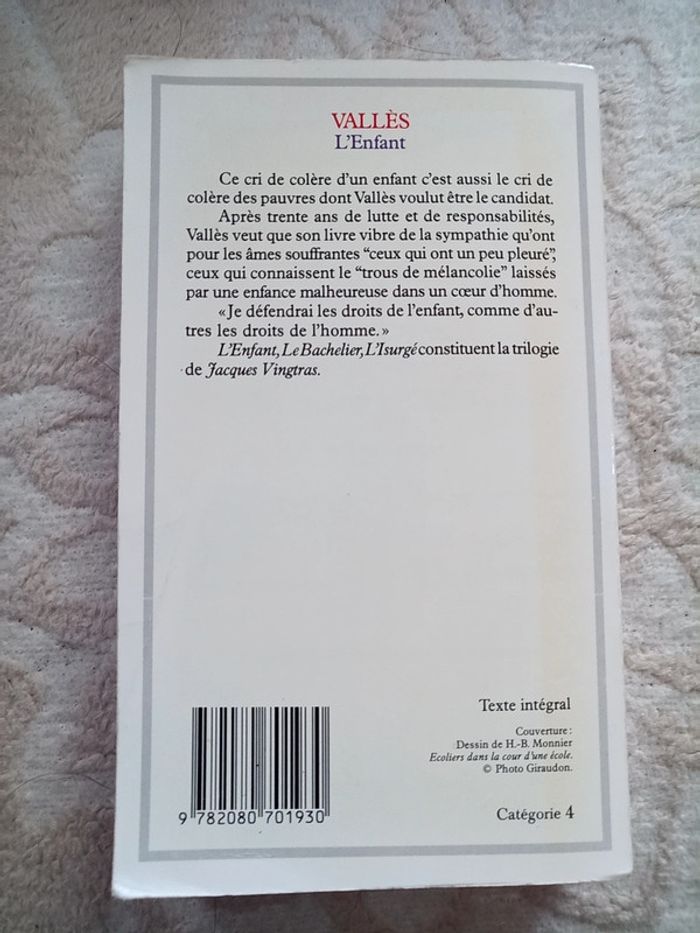 VALLÈS
L'Enfant
Ce cri de colère d'un enfant c'est aussi le cri de
colère des pauvres dont Vallès voulut être le candidat.
Après trente ans de lutte et de responsabilités,
Vallès veut que son livre vibre de la sympathie qu'ont
pour les âmes souffrantes “ceux qui ont un peu pleuré”,
ceux qui connaissent le “trous de mélancolie” laissés
par une enfance malheureuse dans un cœur d'homme.
«Je défendrai les droits de l'enfant, comme d'au-
tres les droits de l'homme.»
L'Enfant, Le Bachelier, L'Isurgé constituent la trilogie
de Jacques Vingtras.
Texte intégral
Couverture :
Dessin de H.-B. Monnier
Ecoliers dans la cour d'une école.
© Photo Giraudon.
9 782080 701930
Catégorie 4